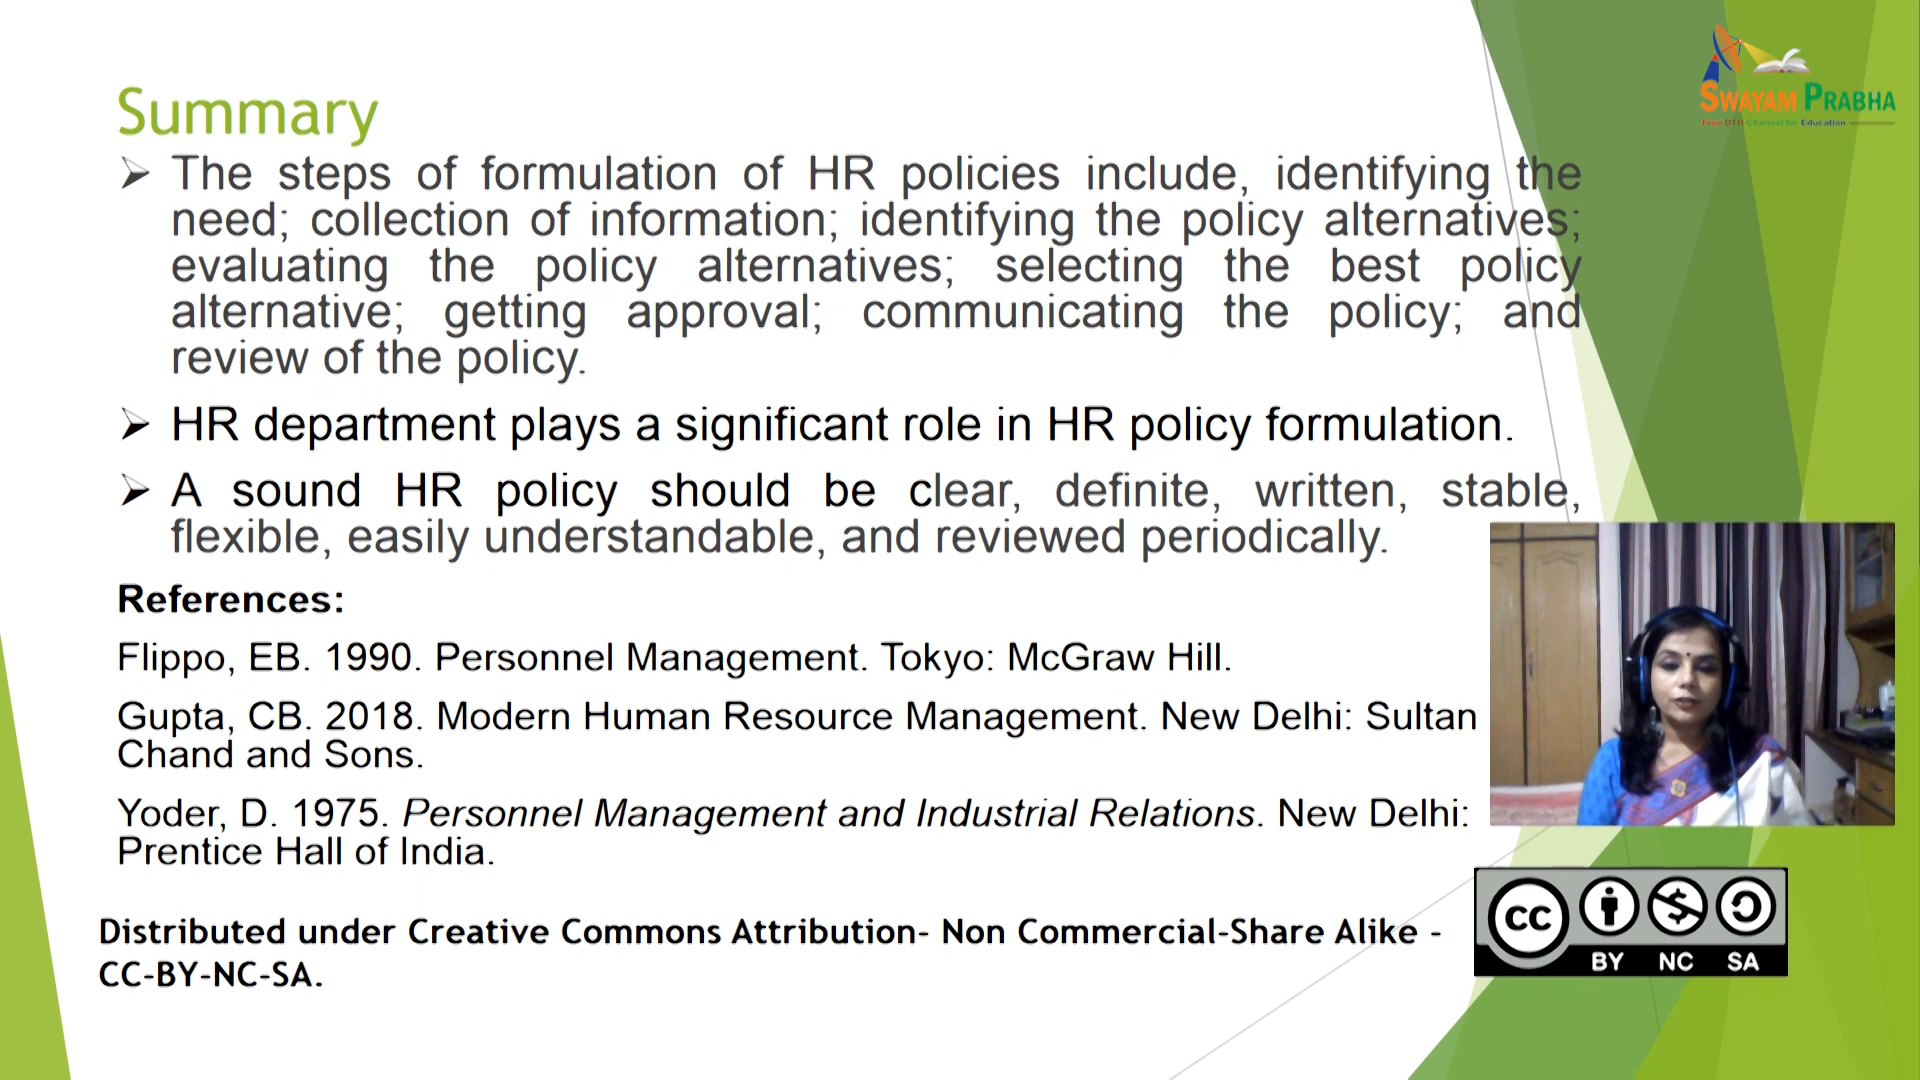 SWAYAM PRABHA
Free DTH Channel for Education
Summary
The steps of formulation of HR policies include, identifying the
need; collection of information; identifying the policy alternatives;
evaluating the policy alternatives; selecting the best policy
alternative; getting approval; communicating the policy; and
review of the policy.
HR department plays a significant role in HR policy formulation.
A sound HR policy should be clear, definite, written, stable,
flexible, easily understandable, and reviewed periodically.
References:
Flippo, EB. 1990. Personnel Management. Tokyo: McGraw Hill.
Gupta, CB. 2018. Modern Human Resource Management. New Delhi: Sultan
Chand and Sons.
Yoder, D. 1975. Personnel Management and Industrial Relations. New Delhi:
Prentice Hall of India.
Distributed under Creative Commons Attribution- Non Commercial-Share Alike -
CC-BY-NC-SA.
cc
BY NC SA